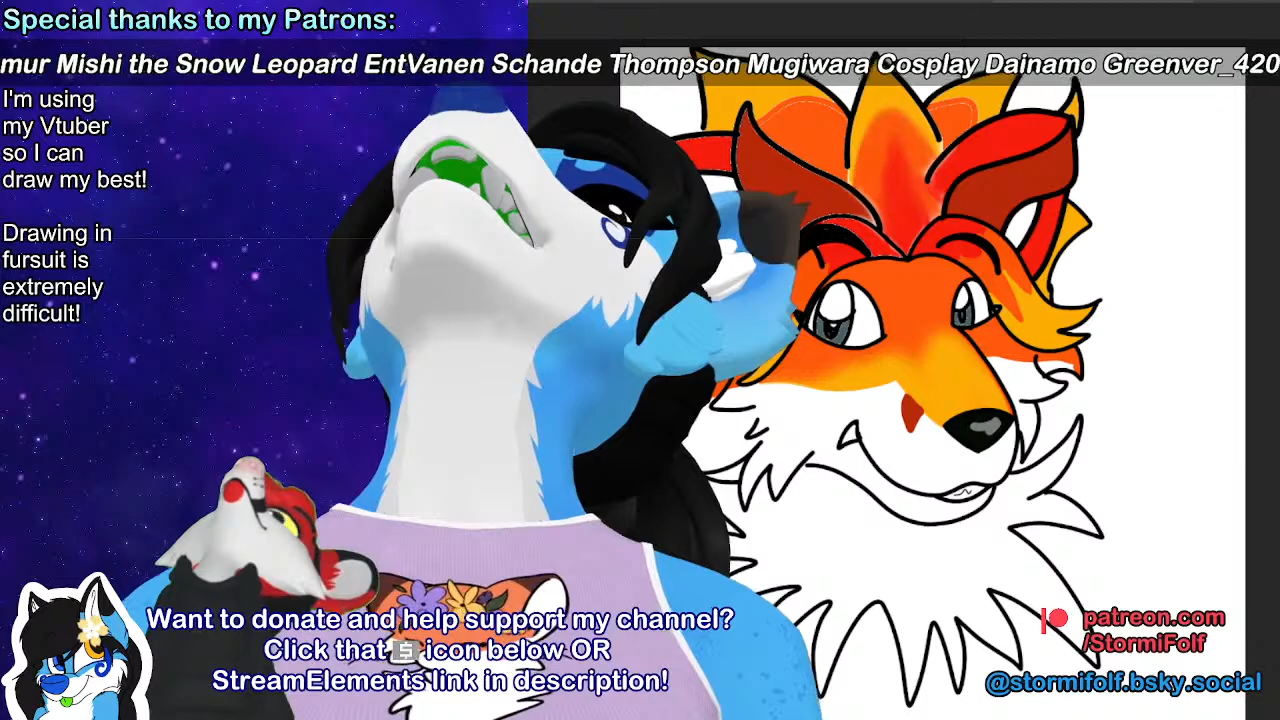 Special thanks to my Patrons:
mur Mishi the Snow Leopard EntVanen Schande Thompson Mugiwara Cosplay Dainamo Greenver_420
I'm using
my Vtuber
so I can
draw my best!
Drawing in
fursuit is
extremely
difficult!
Want to donate and help support my channel?
Click that S icon below OR
StreamElements link in description!
patreon.com
/StormiFolf
@stormifolf.bsky.social